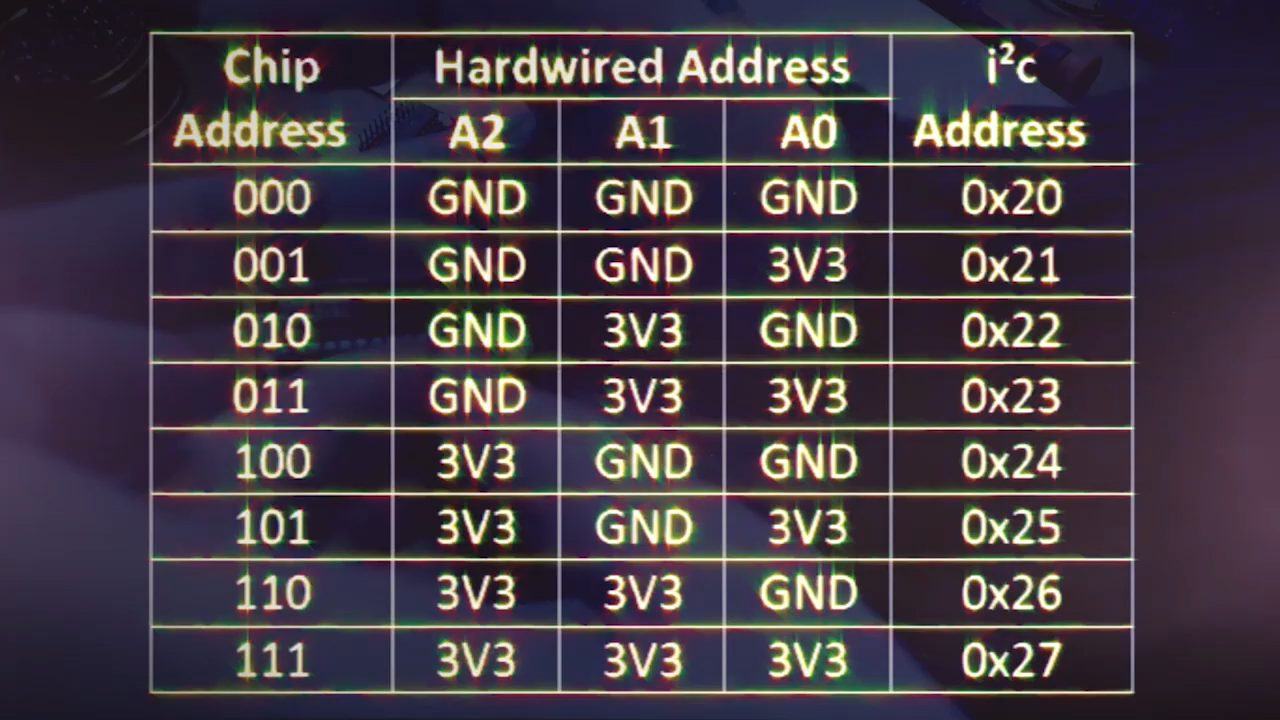 Chip Address Hardwired Address i²c Address
A2 A1 A0
000 GND GND GND 0x20
001 GND GND 3V3 0x21
010 GND 3V3 GND 0x22
011 GND 3V3 3V3 0x23
100 3V3 GND GND 0x24
101 3V3 GND 3V3 0x25
110 3V3 3V3 GND 0x26
111 3V3 3V3 3V3 0x27